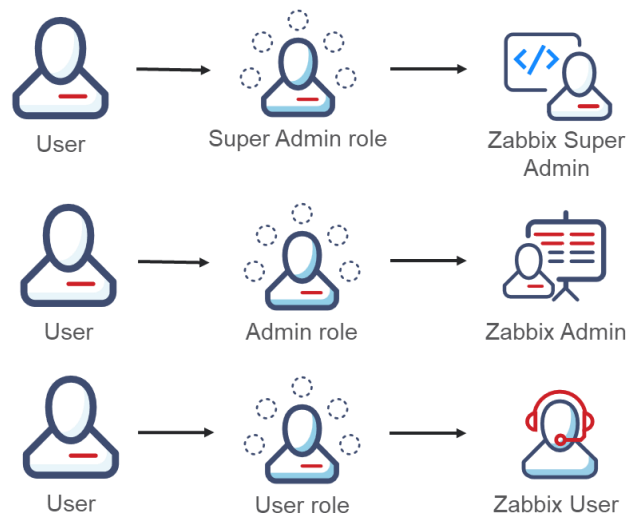 User
Super Admin role
Zabbix Super
Admin
User
Admin role
Zabbix Admin
User
User role
Zabbix User